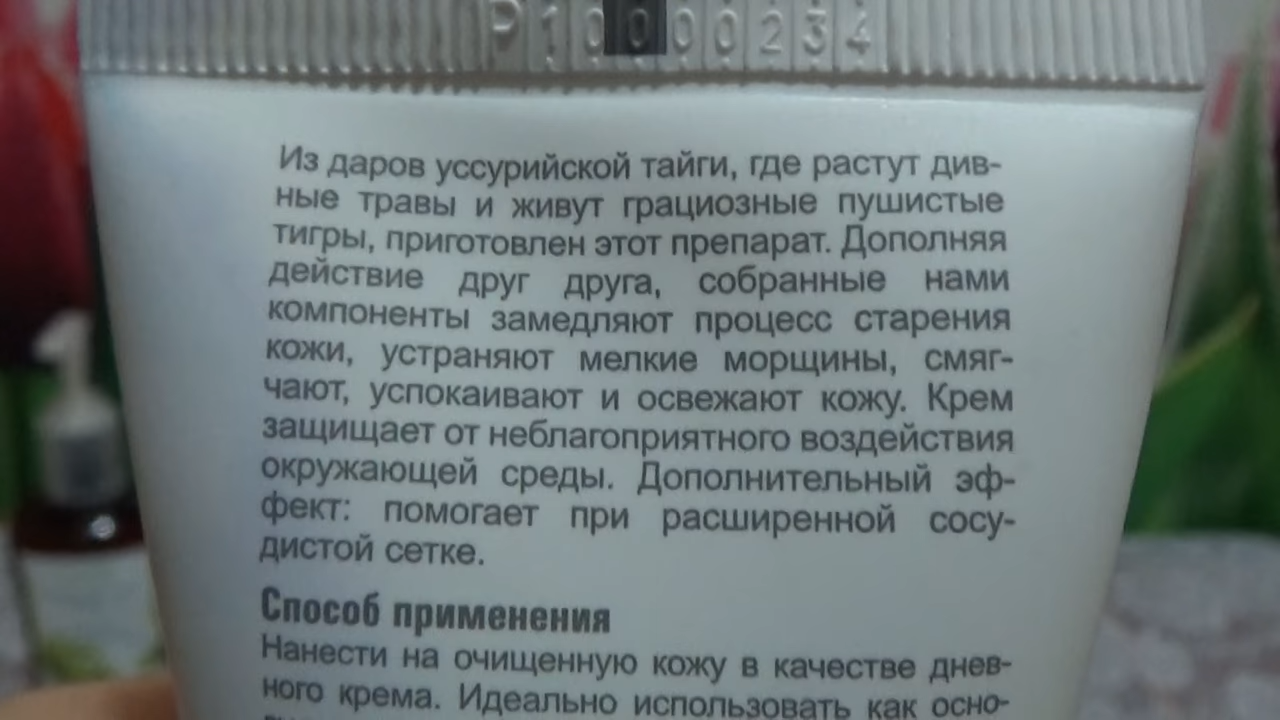 P10000234
Из даров уссурийской тайги, где растут див-
ные травы и живут грациозные пушистые
тигры, приготовлен этот препарат. Дополняя
действие друг друга, собранные нами
компоненты замедляют процесс старения
кожи, устраняют мелкие морщины, смяг-
чают, успокаивают и освежают кожу. Крем
защищает от неблагоприятного воздействия
окружающей среды. Дополнительный эф-
фект: помогает при расширенной сосу-
дистой сетке.
Способ применения
Нанести на очищенную кожу в качестве днев-
ного крема. Идеально использовать как осно-